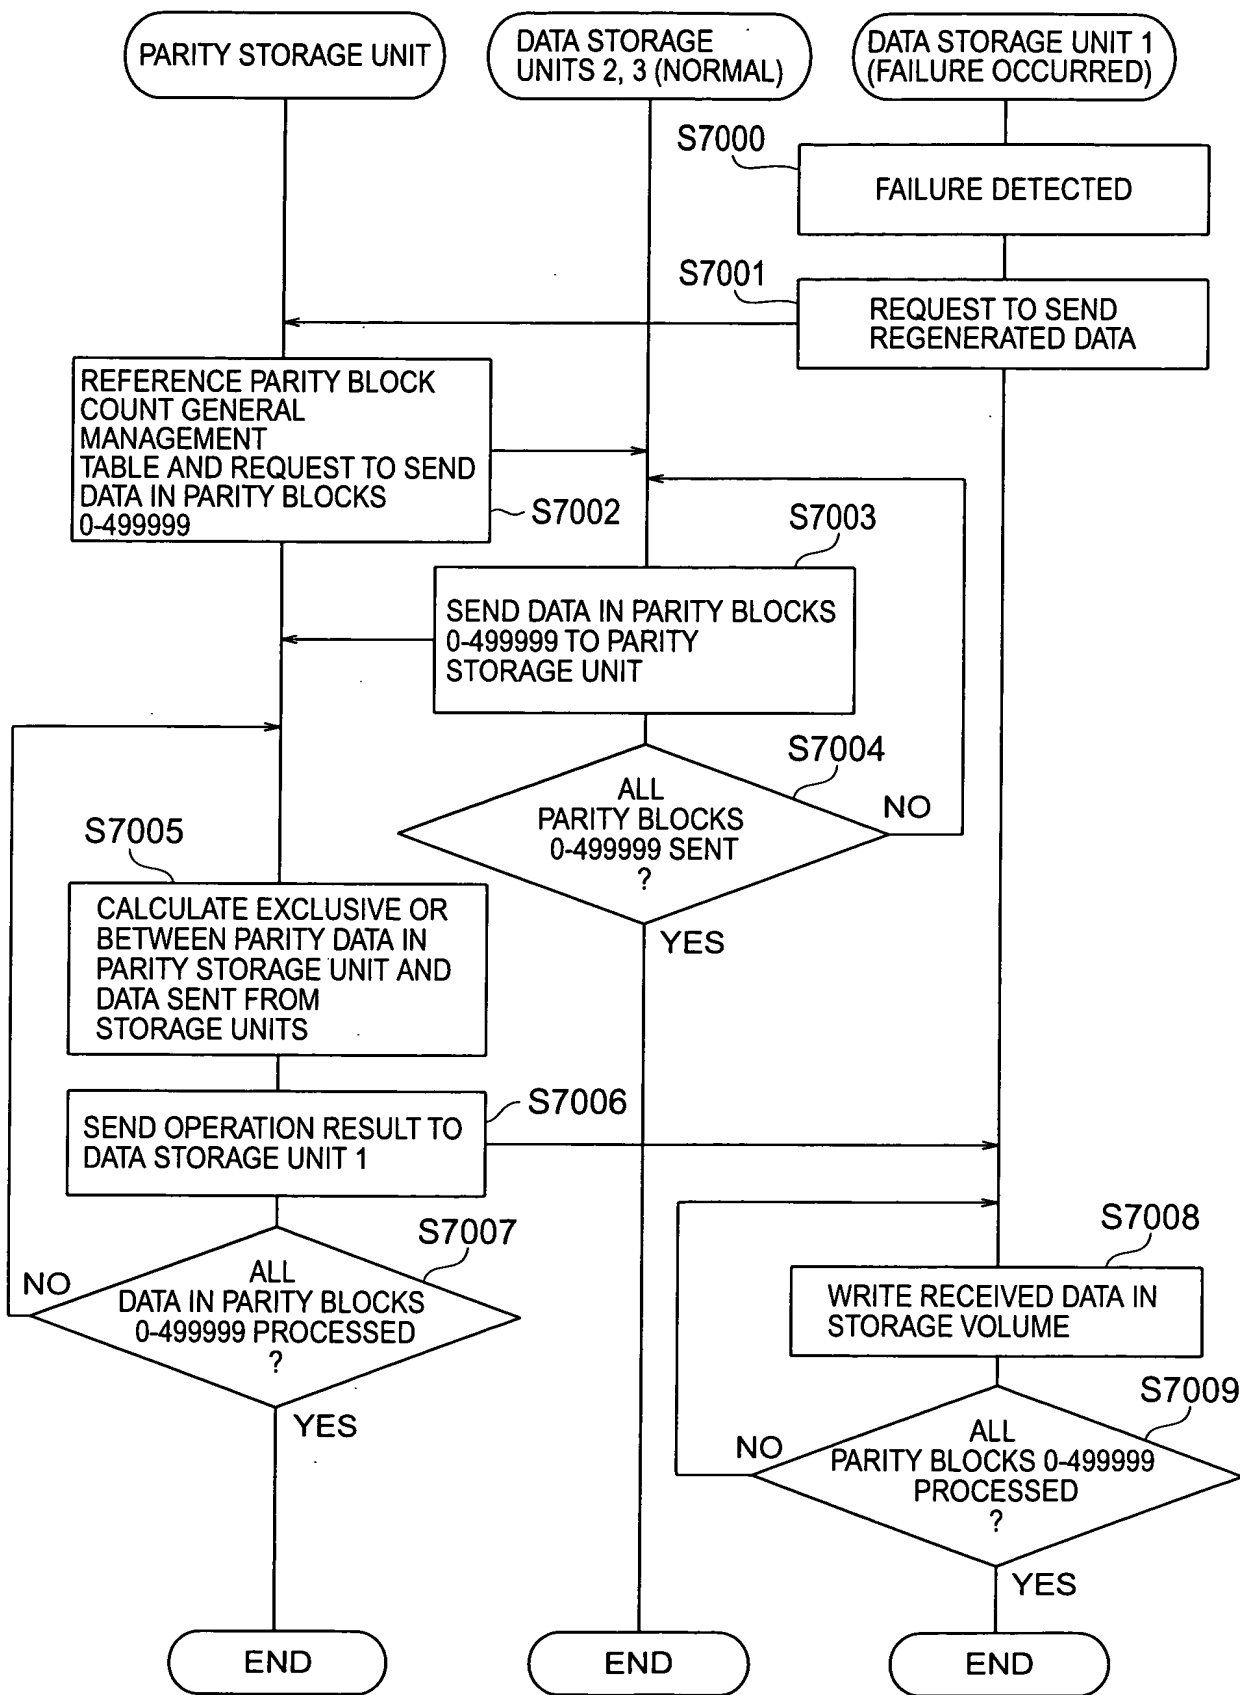 PARITY STORAGE UNIT
DATA STORAGE
UNITS 2, 3 (NORMAL)
DATA STORAGE UNIT 1
(FAILURE OCCURRED)
S7000
FAILURE DETECTED
S7001
REQUEST TO SEND
REGENERATED DATA
REFERENCE PARITY BLOCK
COUNT GENERAL
MANAGEMENT
TABLE AND REQUEST TO SEND
DATA IN PARITY BLOCKS
0-499999
S7002
S7003
SEND DATA IN PARITY BLOCKS
0-499999 TO PARITY
STORAGE UNIT
S7004
ALL
PARITY BLOCKS
0-499999 SENT
?
NO
YES
S7005
CALCULATE EXCLUSIVE OR
BETWEEN PARITY DATA IN
PARITY STORAGE UNIT AND
DATA SENT FROM
STORAGE UNITS
S7006
SEND OPERATION RESULT TO
DATA STORAGE UNIT 1
S7007
ALL
DATA IN PARITY BLOCKS
0-499999 PROCESSED
?
NO
YES
S7008
WRITE RECEIVED DATA IN
STORAGE VOLUME
S7009
ALL
PARITY BLOCKS 0-499999
PROCESSED
?
NO
YES
END
END
END